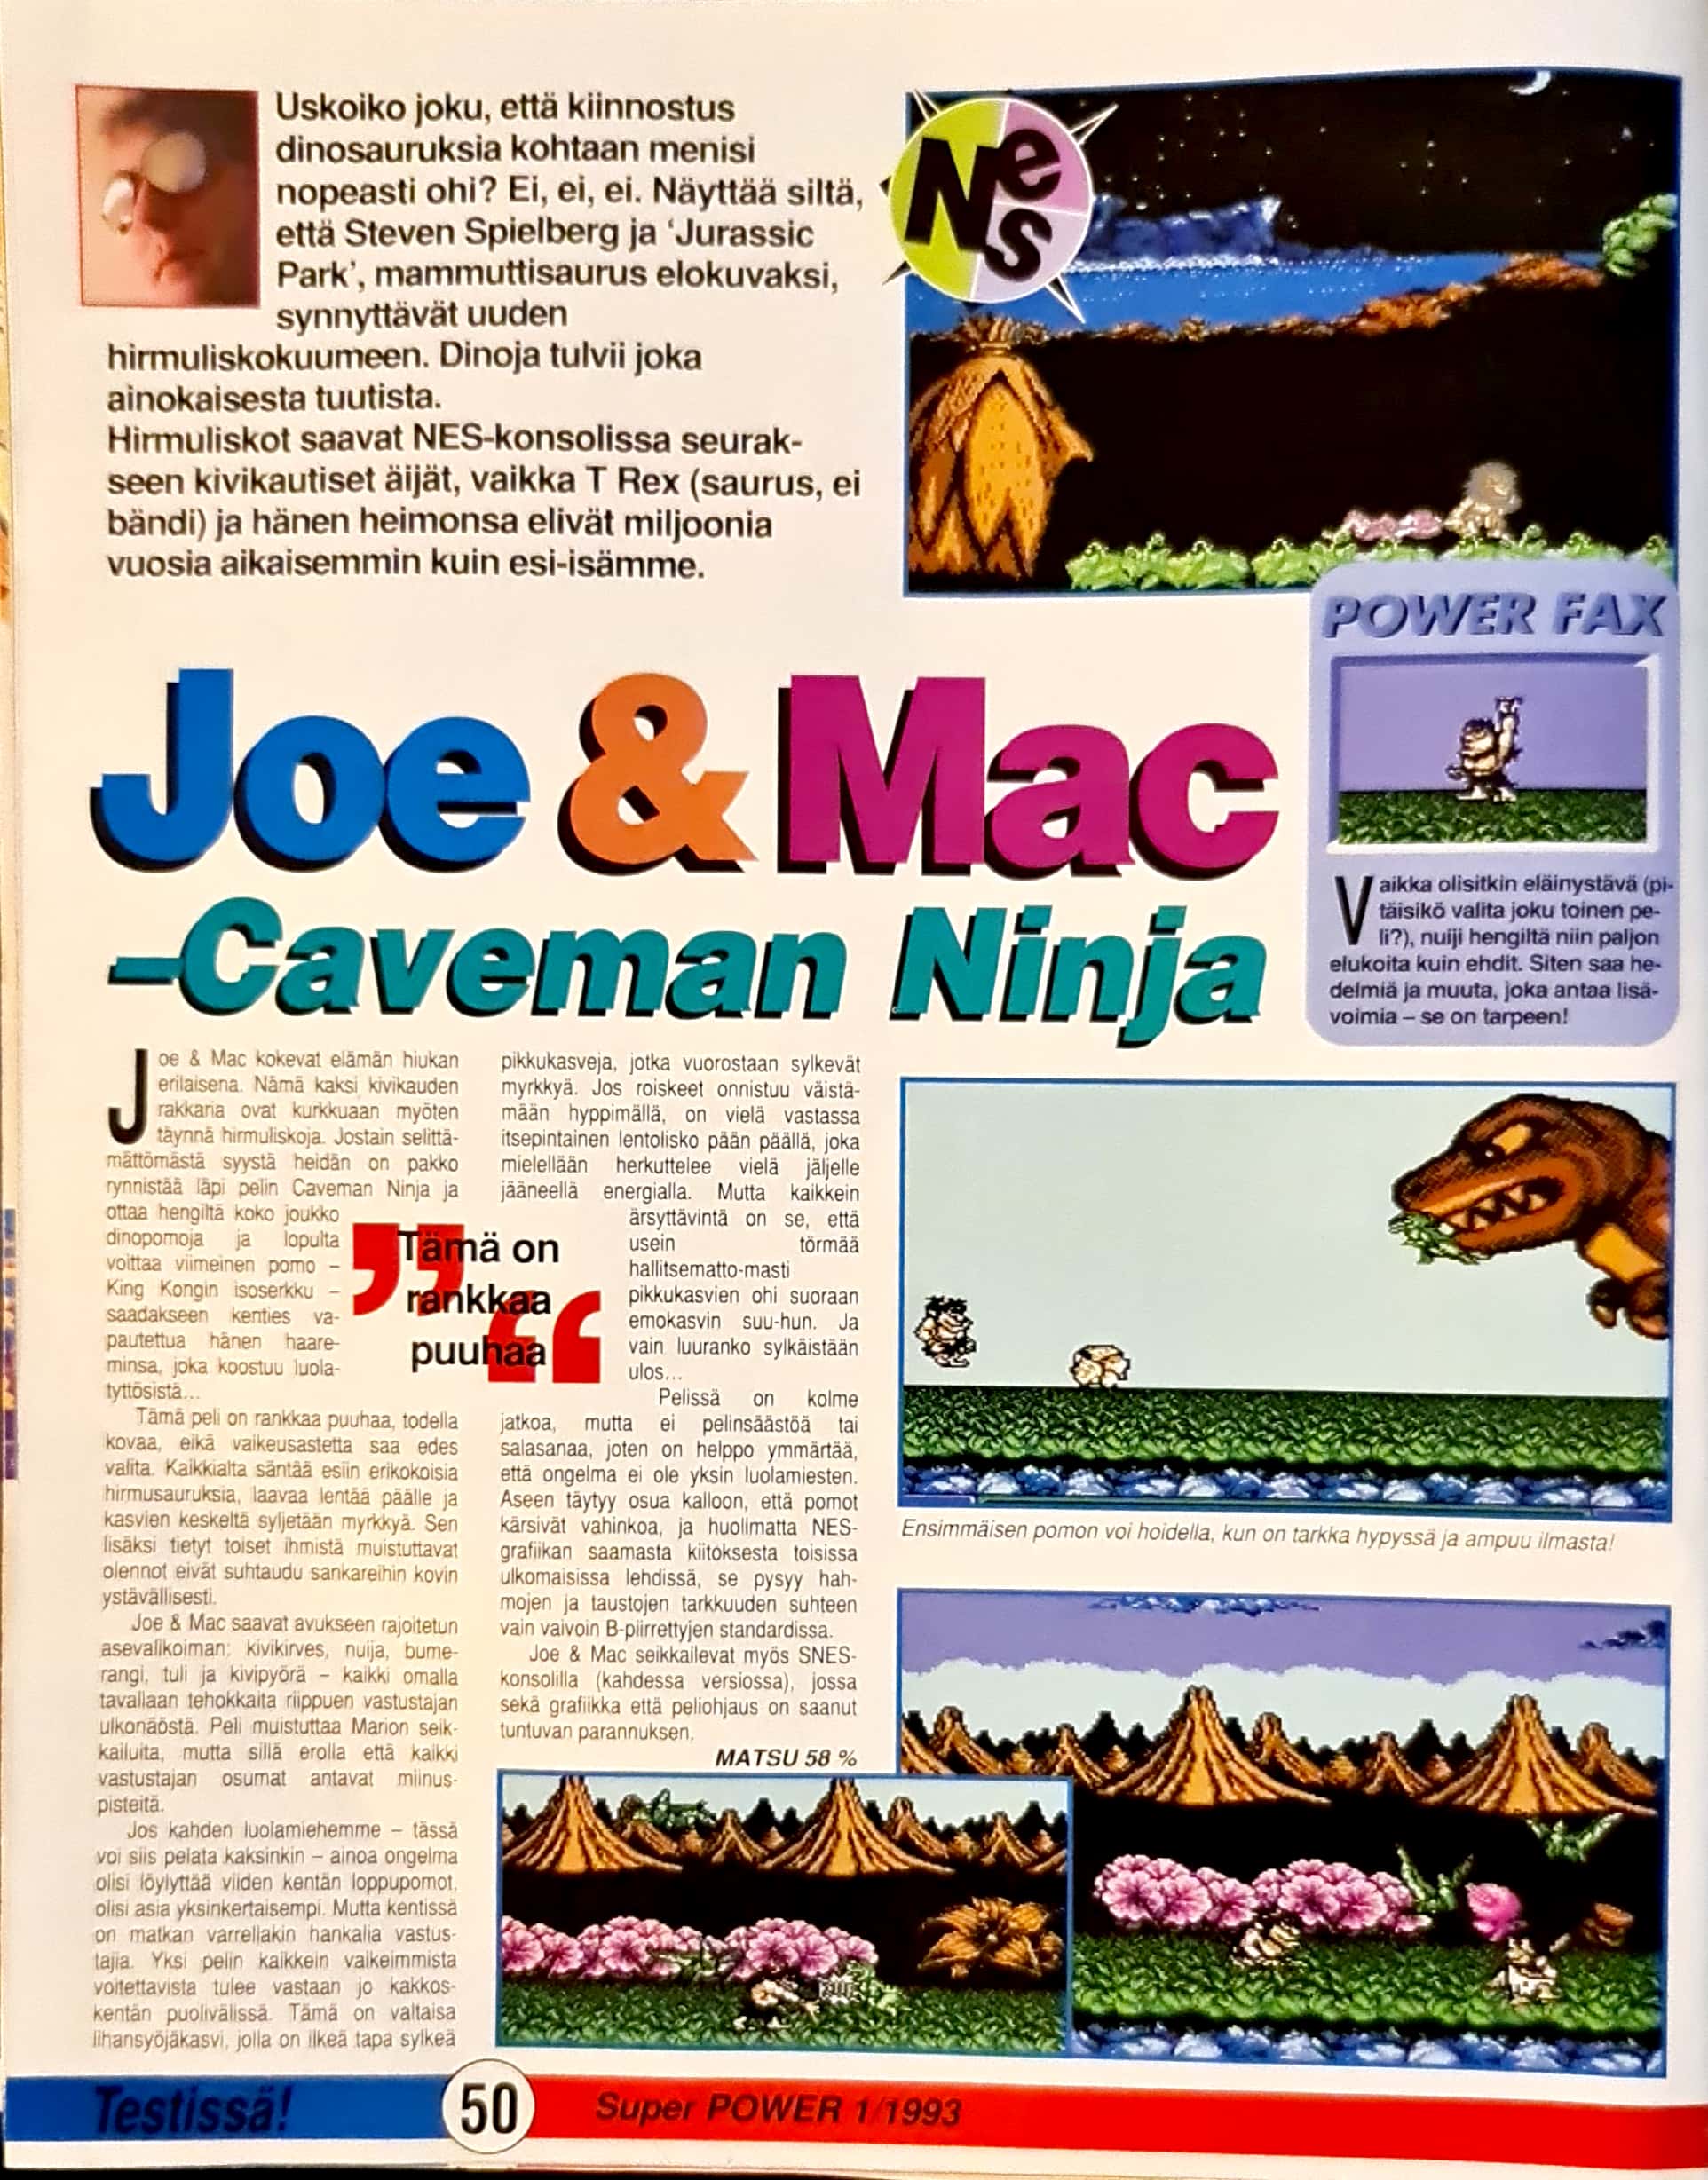 Uskoiko joku, että kiinnostus
dinosauruksia kohtaan menisi
nopeasti ohi? Ei, ei, ei. Näyttää siltä,
että Steven Spielberg ja ‘Jurassic
Park’, mammuttisaurus elokuvaksi,
synnyttävät uuden
hirmuliskokuumeen. Dinoja tulvii joka
ainokaisesta tuutista.
Hirmuliskot saavat NES-konsolissa seurak-
seen kivikautiset äijät, vaikka T Rex (saurus, ei
bändi) ja hänen heimonsa elivät miljoonia
vuosia aikaisemmin kuin esi-isämme.
NeS
Joe & Mac
–Caveman Ninja
POWER FAX
Vaikka olisitkin eläinystävä (pi-
täisikö valita joku toinen pe-
li?), nuiji hengiltä niin paljon
elukoita kuin ehdit. Siten saa he-
delmiä ja muuta, joka antaa lisä-
voimia – se on tarpeen!
Joe & Mac kokevat elämän hiukan
erilaisena. Nämä kaksi kivikauden
rakkaria ovat kurkkuaan myöten
täynnä hirmuliskoja. Jostain selittä-
mättömästä syystä heidän on pakko
rynnistää läpi pelin Caveman Ninja ja
ottaa hengiltä koko joukko
dinopomoja ja lopulta
voittaa viimeinen pomo –
King Kongin isoserkku –
saadakseen kenties va-
pautettua hänen haare-
minsa, joka koostuu luola-
tyttösistä...
Tämä peli on rankkaa puuhaa, todella
kovaa, eikä vaikeusastetta saa edes
valita. Kaikkialta säntää esiin erikokoisia
hirmusauruksia, laavaa lentää päälle ja
kasvien keskeltä syljetään myrkkyä. Sen
lisäksi tietyt toiset ihmistä muistuttavat
olennot eivät suhtaudu sankareihin kovin
ystävällisesti.
Joe & Mac saavat avukseen rajoitetun
asevalikoiman: kivikirves, nuija, bume-
rangi, tuli ja kivipyörä – kaikki omalla
tavallaan tehokkaita riippuen vastustajan
ulkonäöstä. Peli muistuttaa Marion seik-
kailuita, mutta sillä erolla että kaikki
vastustajan osumat antavat miinus-
pisteitä.
Jos kahden luolamiehemme – tässä
voi siis pelata kaksinkin – ainoa ongelma
olisi löylyttää viiden kentän loppupomot,
olisi asia yksinkertaisempi. Mutta kentissä
on matkan varrellakin hankalia vastus-
tajia. Yksi pelin kaikkein vaikeimmista
voitettavista tulee vastaan jo kakkos-
kentän puolivälissä. Tämä on valtaisa
lihansyöjäkasvi, jolla on ilkeä tapa sylkeä
”Tämä on
rankkaa
puuhaa“
pikkukasveja, jotka vuorostaan sylkevät
myrkkyä. Jos roiskeet onnistuu väistä-
mään hyppimällä, on vielä vastassa
itsepintainen lentolisko pään päällä, joka
mielellään herkuttelee vielä jäljelle
jääneellä energialla. Mutta kaikkein
ärsyttävintä on se, että
usein törmää
hallitsematto-masti
pikkukasvien ohi suoraan
emokasvin suu-hun. Ja
vain luuranko sylkäistään
ulos...
Pelissä on kolme
jatkoa, mutta ei pelinsäästöä tai
salasanaa, joten on helppo ymmärtää,
että ongelma ei ole yksin luolamiesten.
Aseen täytyy osua kalloon, että pomot
kärsivät vahinkoa, ja huolimatta NES-
grafiikan saamasta kiitoksesta toisissa
ulkomaisissa lehdissä, se pysyy hah-
mojen ja taustojen tarkkuuden suhteen
vain vaivoin B-piirrettyjen standardissa.
Joe & Mac seikkailevat myös SNES-
konsolilla (kahdessa versiossa), jossa
sekä grafiikka että peliohjaus on saanut
tuntuvan parannuksen.
MATSU 58 %
Ensimmäisen pomon voi hoidella, kun on tarkka hypyssä ja ampuu ilmasta!
Testissä!
50
Super POWER 1/1993